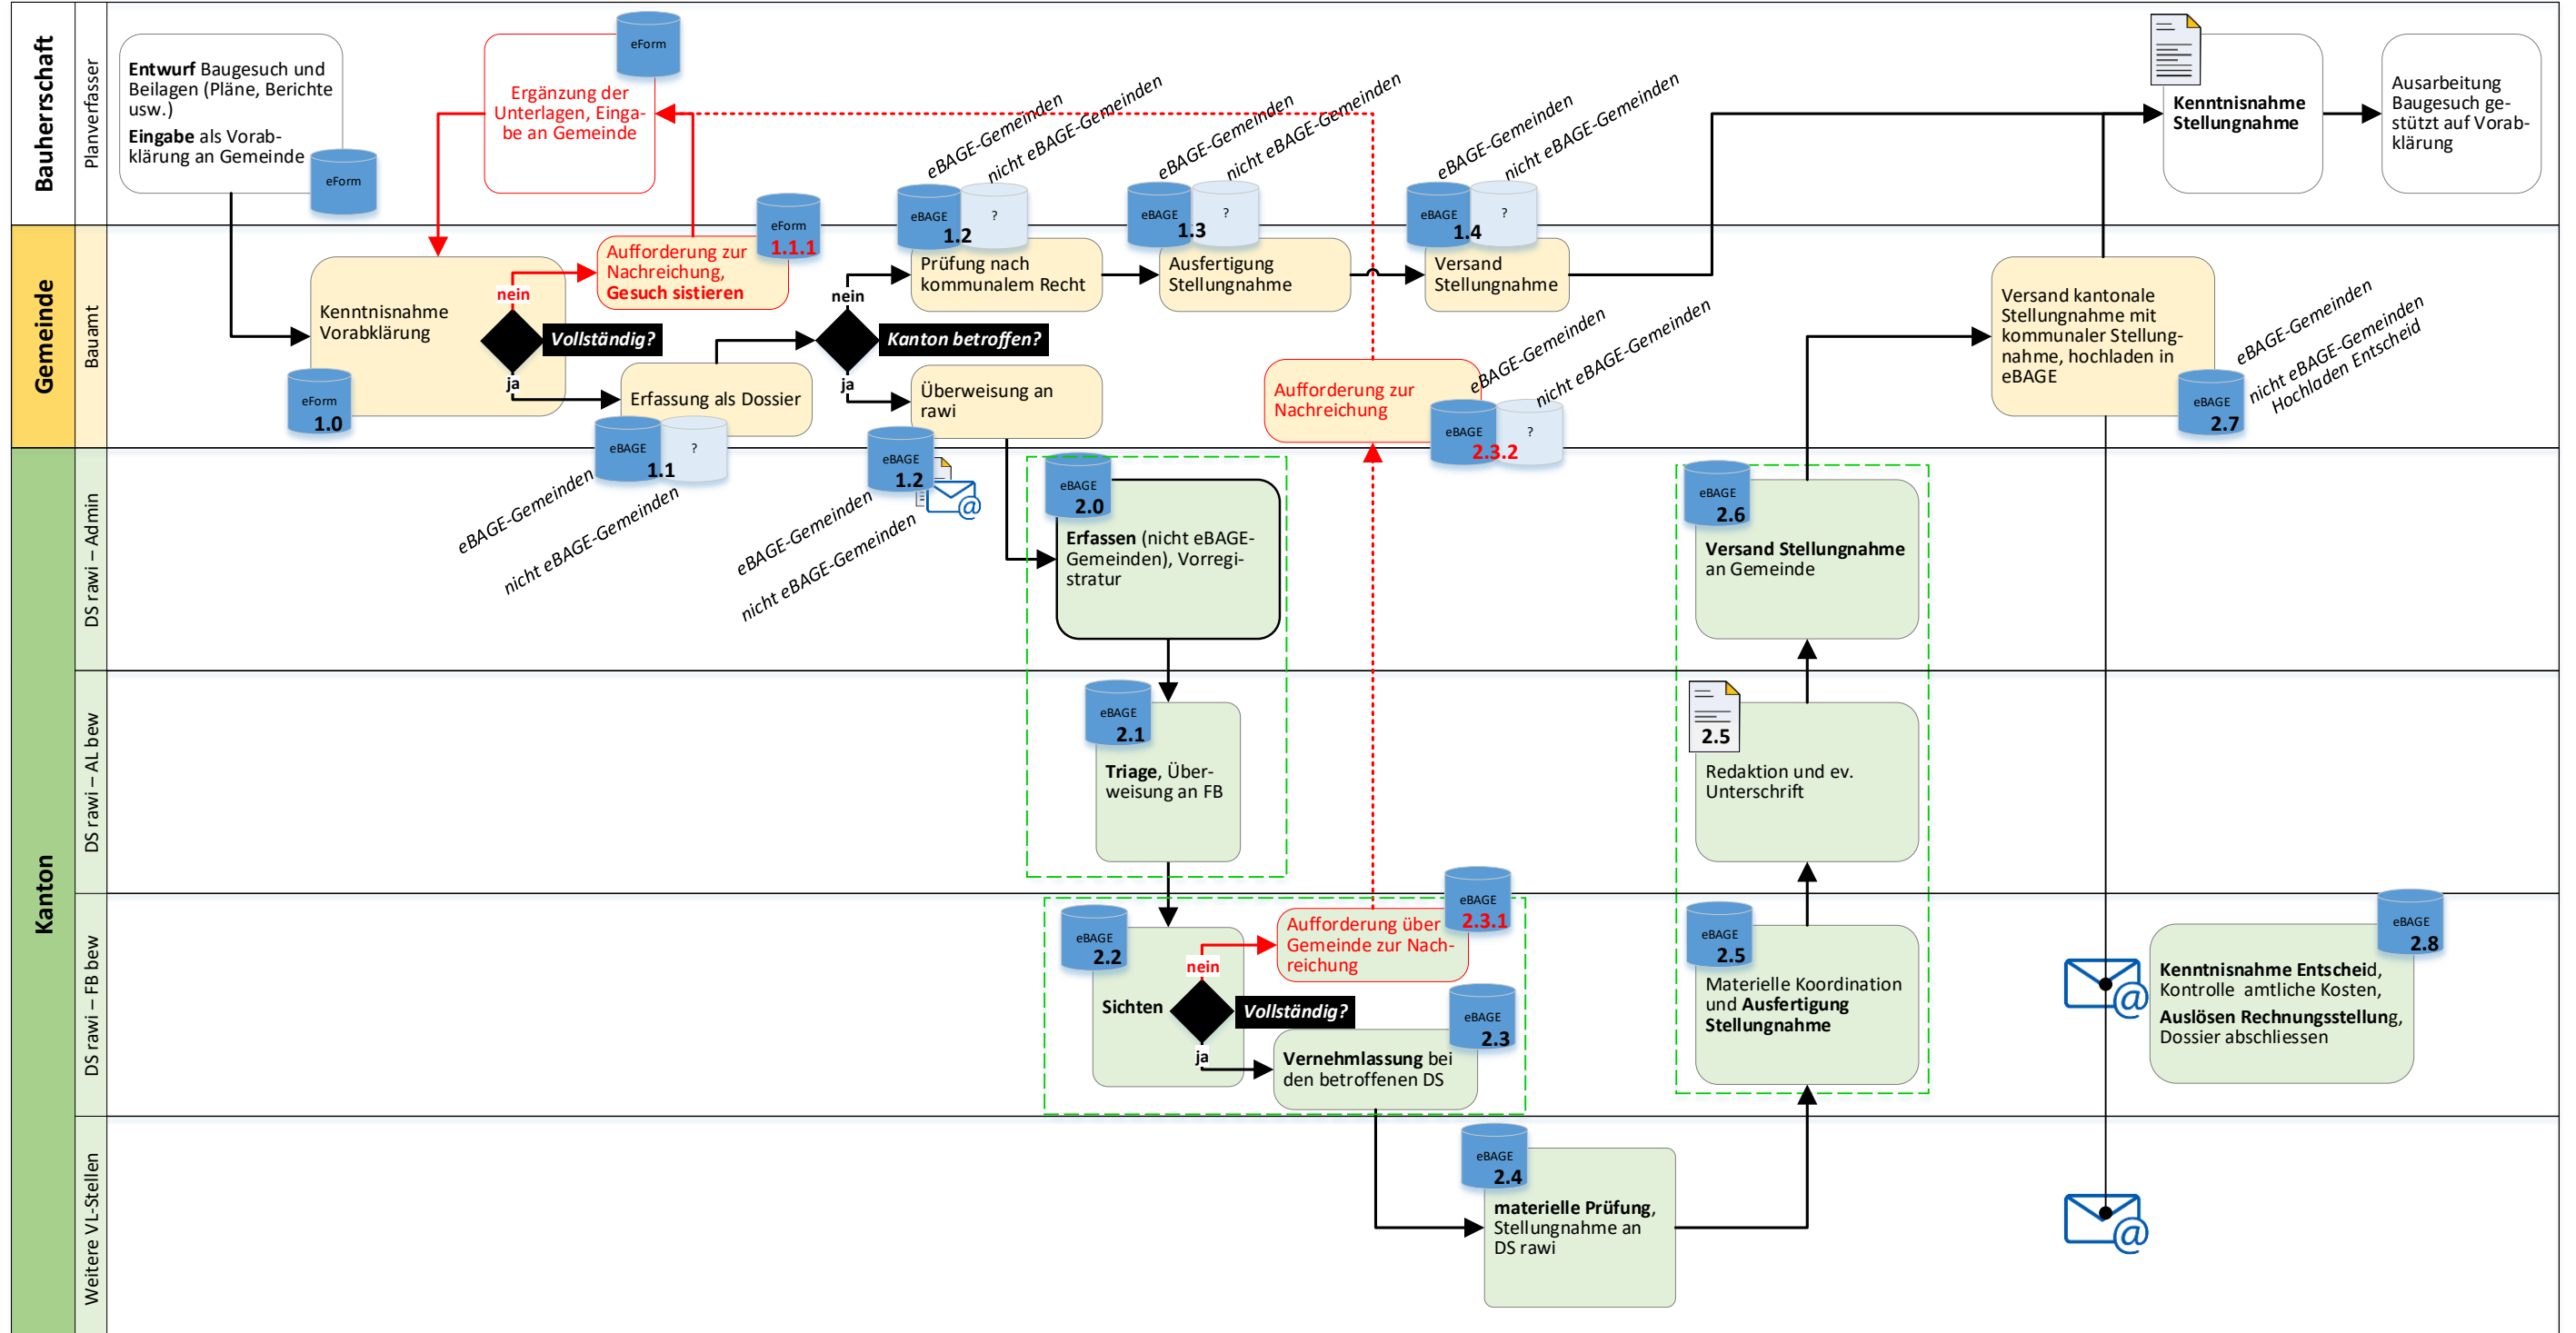 Bauherrschaft
Planverfasser
Entwurf Baugesuch und
Beilagen (Pläne, Berichte
usw.)
Eingabe als Vorab-
klärung an Gemeinde
eForm
eForm
Ergänzung der
Unterlagen, Einga-
be an Gemeinde
Kenntnisnahme
Stellungnahme
Ausarbeitung
Baugesuch ge-
stützt auf Vorab-
klärung
Gemeinde
Bauamt
Kenntnisnahme
Vorabklärung
eForm
1.0
nein
Vollständig?
ja
Aufforderung zur
Nachreichung,
Gesuch sistieren
eForm
1.1.1
Erfassung als Dossier
eBAGE
1.1
?
eBAGE-Gemeinden
nicht eBAGE-Gemeinden
nein
Kanton betroffen?
ja
eBAGE-Gemeinden
nicht eBAGE-Gemeinden
eBAGE
1.2
?
Prüfung nach
kommunalem Recht
eBAGE-Gemeinden
nicht eBAGE-Gemeinden
eBAGE
1.3
?
Ausfertigung
Stellungnahme
eBAGE-Gemeinden
nicht eBAGE-Gemeinden
eBAGE
1.4
?
Versand
Stellungnahme
Überweisung an
rawi
eBAGE
1.2
@
eBAGE-Gemeinden
nicht eBAGE-Gemeinden
Aufforderung zur
Nachreichung
eBAGE-Gemeinden
nicht eBAGE-Gemeinden
eBAGE
2.3.2
?
Versand kantonale
Stellungnahme mit
kommunaler Stellung-
nahme, hochladen in
eBAGE
eBAGE
2.7
eBAGE-Gemeinden
nicht eBAGE-Gemeinden
Hochladen Entscheid
Kanton
DS rawi – Admin
eBAGE
2.0
Erfassen (nicht eBAGE-
Gemeinden), Vorregi-
stratur
eBAGE
2.6
Versand Stellungnahme
an Gemeinde
DS rawi – AL bew
eBAGE
2.1
Triage, Über-
weisung an FB
2.5
Redaktion und ev.
Unterschrift
DS rawi – FB bew
eBAGE
2.2
Sichten
nein
Vollständig?
ja
Aufforderung über
Gemeinde zur Nach-
reichung
eBAGE
2.3.1
Vernehmlassung bei
den betroffenen DS
eBAGE
2.3
eBAGE
2.5
Materielle Koordination
und Ausfertigung
Stellungnahme
@
eBAGE
2.8
Kenntnisnahme Entscheid,
Kontrolle  amtliche Kosten,
Auslösen Rechnungsstellung,
Dossier abschliessen
Weitere VL-Stellen
eBAGE
2.4
materielle Prüfung,
Stellungnahme an
DS rawi
@